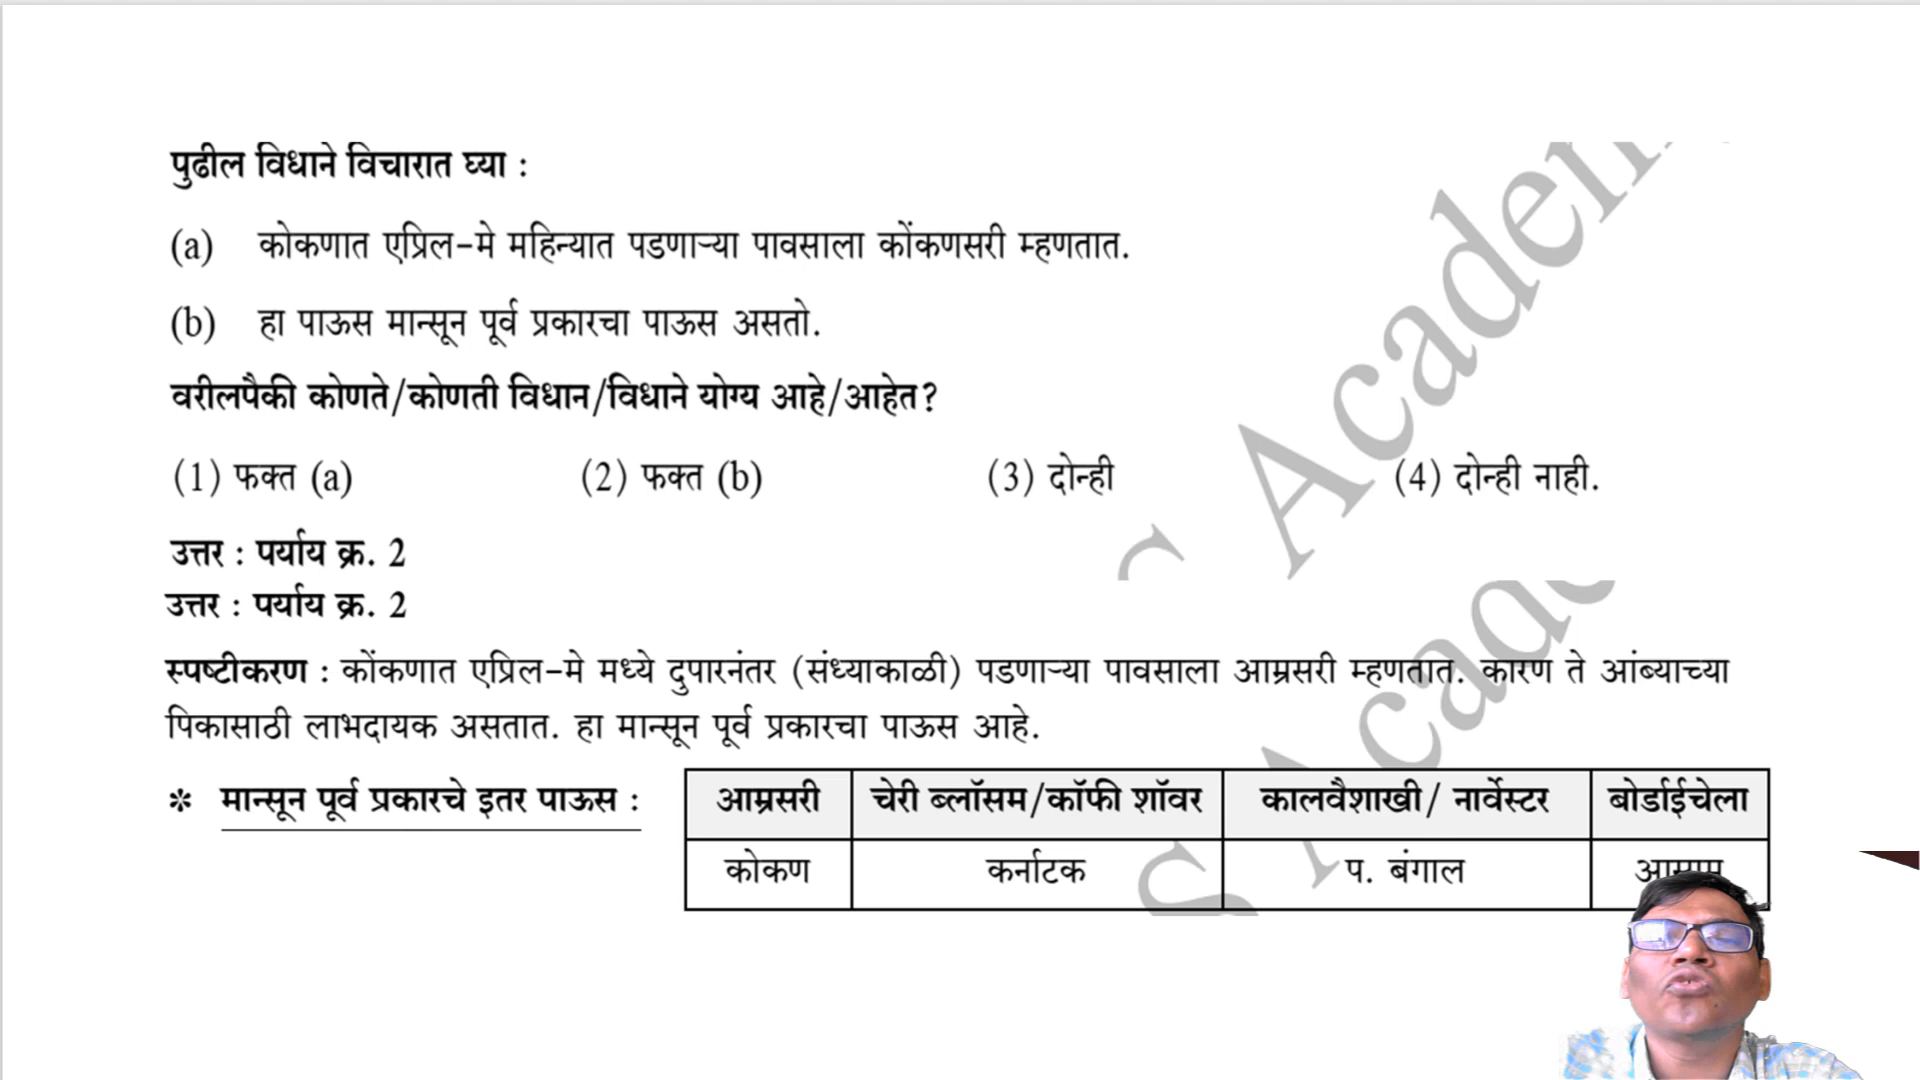 पुढील विधाने विचारात घ्या :
(a) कोकणात एप्रिल-मे महिन्यात पडणाऱ्या पावसाला कोंकणसरी म्हणतात.
(b) हा पाऊस मान्सून पूर्व प्रकारचा पाऊस असतो.
वरीलपैकी कोणते/कोणती विधान/विधाने योग्य आहे/आहेत?
(1) फक्त (a) (2) फक्त (b) (3) दोन्ही (4) दोन्ही नाही.
उत्तर : पर्याय क्र. 2
उत्तर : पर्याय क्र. 2
स्पष्टीकरण : कोंकणात एप्रिल-मे मध्ये दुपारनंतर (संध्याकाळी) पडणाऱ्या पावसाला आम्रसरी म्हणतात. कारण ते आंब्याच्या
पिकासाठी लाभदायक असतात. हा मान्सून पूर्व प्रकारचा पाऊस आहे.
* मान्सून पूर्व प्रकारचे इतर पाऊस :
आम्रसरी चेरी ब्लॉसम/कॉफी शॉवर कालवैशाखी/ नार्वेस्टर बोर्डाईचेला
कोकण कर्नाटक प. बंगाल